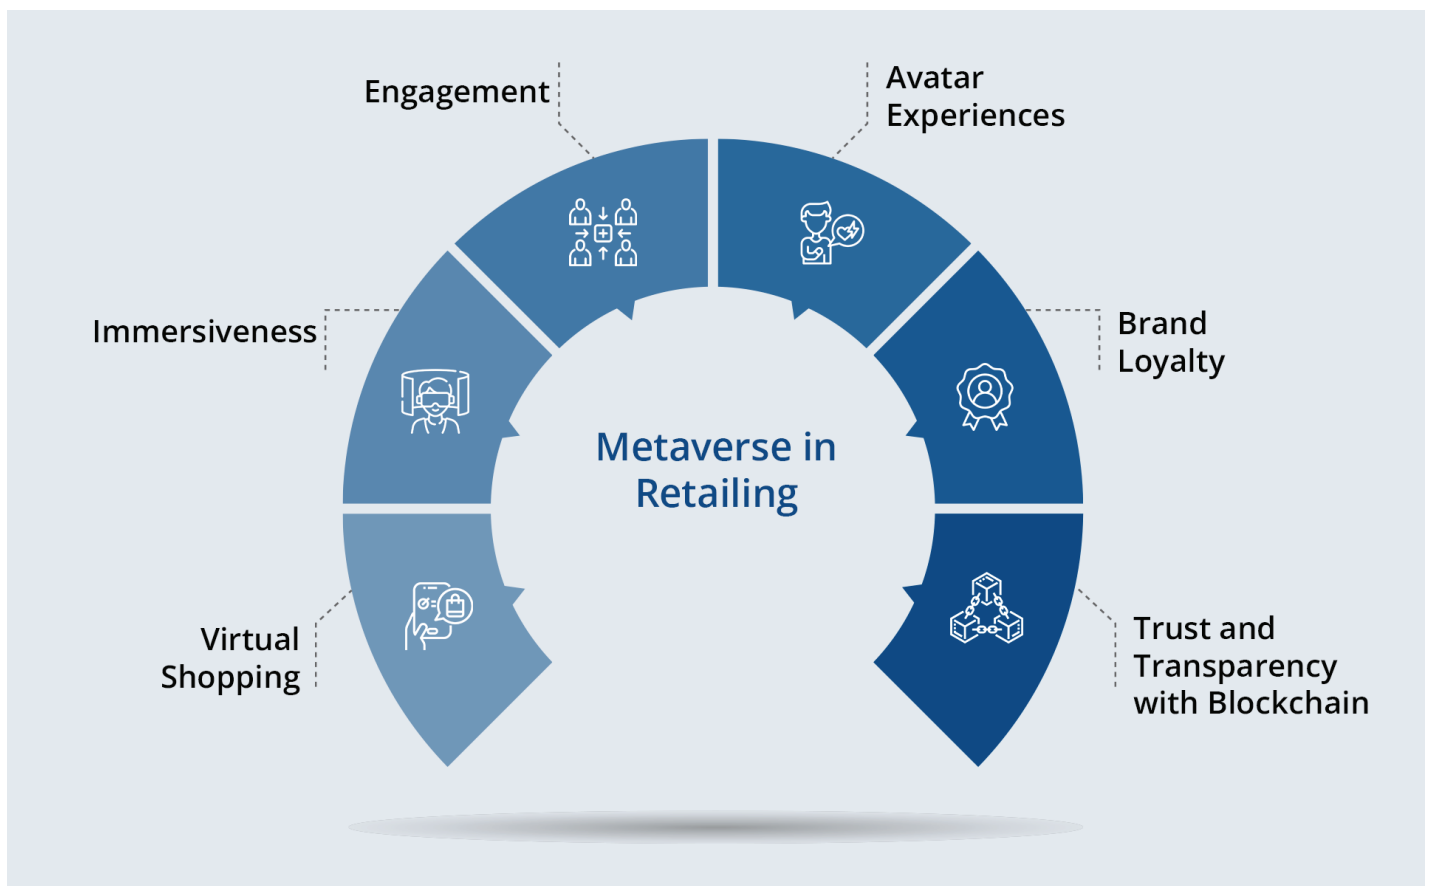 Engagement
Avatar
Experiences
Immersiveness
Brand
Loyalty
Metaverse in
Retailing
Virtual
Shopping
Trust and
Transparency
with Blockchain